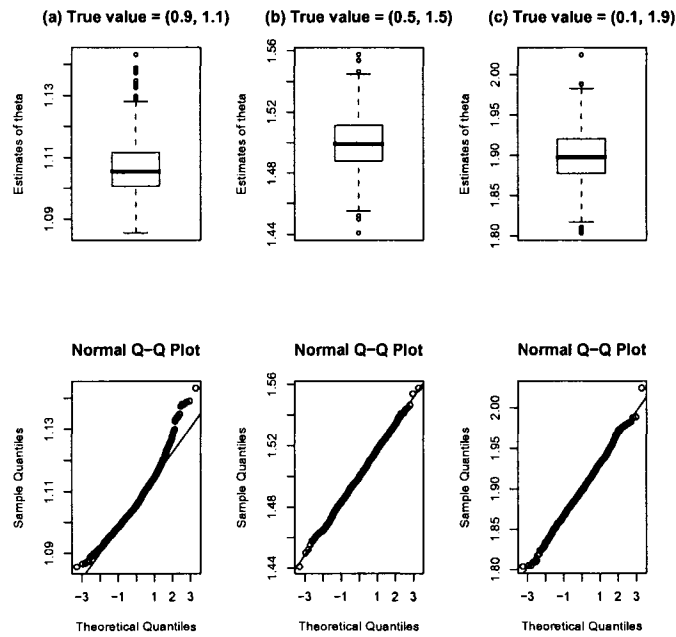 (a) True value = (0.9, 1.1)
(b) True value = (0.5, 1.5)
(c) True value = (0.1, 1.9)
Estimates of theta
1.09 1.11 1.13
Estimates of theta
1.44 1.48 1.52 1.56
Estimates of theta
1.80 1.85 1.90 1.95 2.00
Normal Q-Q Plot
Sample Quantiles
1.09 1.11 1.13
-3 -1 1 2 3
Theoretical Quantiles
Normal Q-Q Plot
Sample Quantiles
1.44 1.48 1.52 1.56
-3 -1 1 2 3
Theoretical Quantiles
Normal Q-Q Plot
Sample Quantiles
1.80 1.85 1.90 1.95 2.00
-3 -1 1 2 3
Theoretical Quantiles